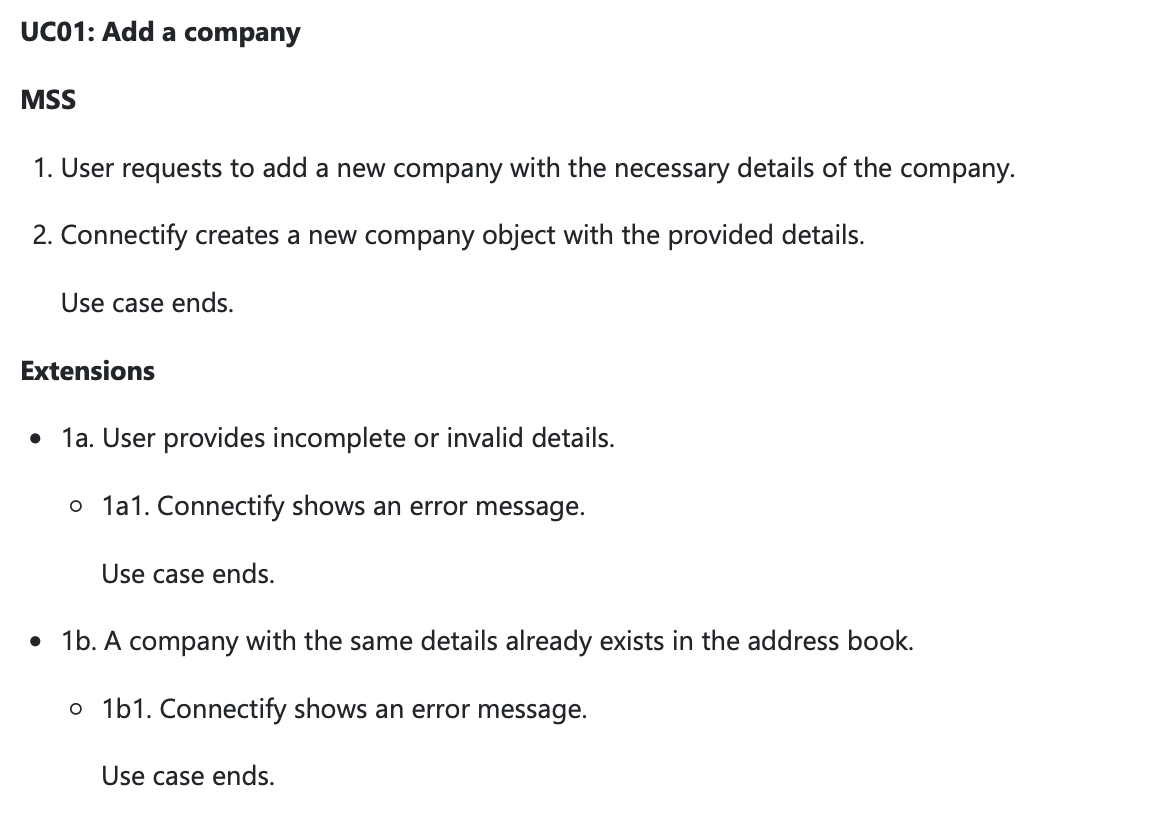 UC01: Add a company
MSS
1. User requests to add a new company with the necessary details of the company.
2. Connectify creates a new company object with the provided details.
Use case ends.
Extensions
• 1a. User provides incomplete or invalid details.
○ 1a1. Connectify shows an error message.
Use case ends.
• 1b. A company with the same details already exists in the address book.
○ 1b1. Connectify shows an error message.
Use case ends.